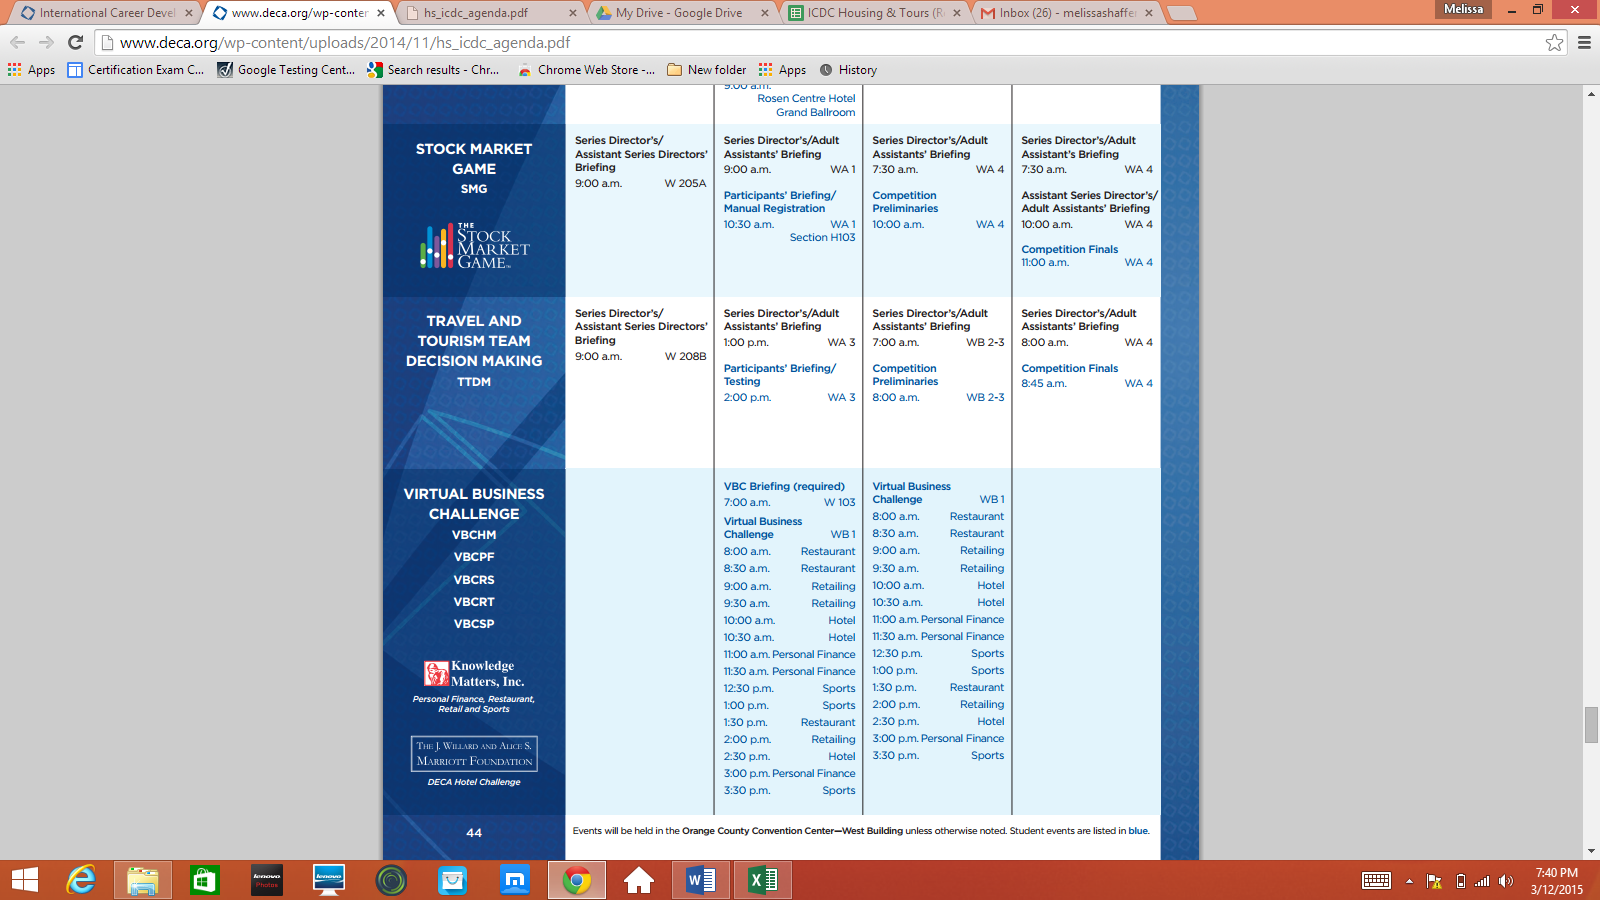 International Career Devel
www.deca.org/wp-conter
hs_icdc_agenda.pdf
My Drive - Google Drive
ICDC Housing & Tours (R
Inbox (26) - melissashaffer
Melissa
www.deca.org/wp-content/uploads/2014/11/hs_icdc_agenda.pdf
Apps
Certification Exam C...
Google Testing Cent...
Search results - Chr...
Chrome Web Store -...
New folder
Apps
History
9:00 a.m.
Rosen Centre Hotel
Grand Ballroom
STOCK MARKET
GAME
SMG
THE
STOCK
MARKET
GAME™
Series Director's/
Assistant Series Directors'
Briefing
9:00 a.m. W 205A
Series Director's/Adult
Assistants' Briefing
9:00 a.m. WA 1
Participants' Briefing/
Manual Registration
10:30 a.m. WA 1
Section H103
Series Director's/Adult
Assistants' Briefing
7:30 a.m. WA 4
Competition
Preliminaries
10:00 a.m. WA 4
Series Director's/Adult
Assistant's Briefing
7:30 a.m. WA 4
Assistant Series Director's/
Adult Assistants' Briefing
10:00 a.m. WA 4
Competition Finals
11:00 a.m. WA 4
TRAVEL AND
TOURISM TEAM
DECISION MAKING
TTDM
Series Director's/
Assistant Series Directors'
Briefing
9:00 a.m. W 208B
Series Director's/Adult
Assistants' Briefing
1:00 p.m. WA 3
Participants' Briefing/
Testing
2:00 p.m. WA 3
Series Director's/Adult
Assistants' Briefing
7:00 a.m. WB 2-3
Competition
Preliminaries
8:00 a.m. WB 2-3
Series Director's/Adult
Assistants' Briefing
8:00 a.m. WA 4
Competition Finals
8:45 a.m. WA 4
VIRTUAL BUSINESS
CHALLENGE
VBCHM
VBCPF
VBCRS
VBCRT
VBCSP
Knowledge
Matters, Inc.
Personal Finance, Restaurant,
Retail and Sports
THE J. WILLARD AND ALICE S.
MARRIOTT FOUNDATION
DECA Hotel Challenge
VBC Briefing (required)
7:00 a.m. W 103
Virtual Business
Challenge WB 1
8:00 a.m. Restaurant
8:30 a.m. Restaurant
9:00 a.m. Retailing
9:30 a.m. Retailing
10:00 a.m. Hotel
10:30 a.m. Hotel
11:00 a.m. Personal Finance
11:30 a.m. Personal Finance
12:30 p.m. Sports
1:00 p.m. Sports
1:30 p.m. Restaurant
2:00 p.m. Retailing
2:30 p.m. Hotel
3:00 p.m. Personal Finance
3:30 p.m. Sports
Virtual Business
Challenge WB 1
8:00 a.m. Restaurant
8:30 a.m. Restaurant
9:00 a.m. Retailing
9:30 a.m. Retailing
10:00 a.m. Hotel
10:30 a.m. Hotel
11:00 a.m. Personal Finance
11:30 a.m. Personal Finance
12:30 p.m. Sports
1:00 p.m. Sports
1:30 p.m. Restaurant
2:00 p.m. Retailing
2:30 p.m. Hotel
3:00 p.m. Personal Finance
3:30 p.m. Sports
44
Events will be held in the Orange County Convention Center—West Building unless otherwise noted. Student events are listed in blue.
lenovo
Photos
lenovo
7:40 PM
3/12/2015